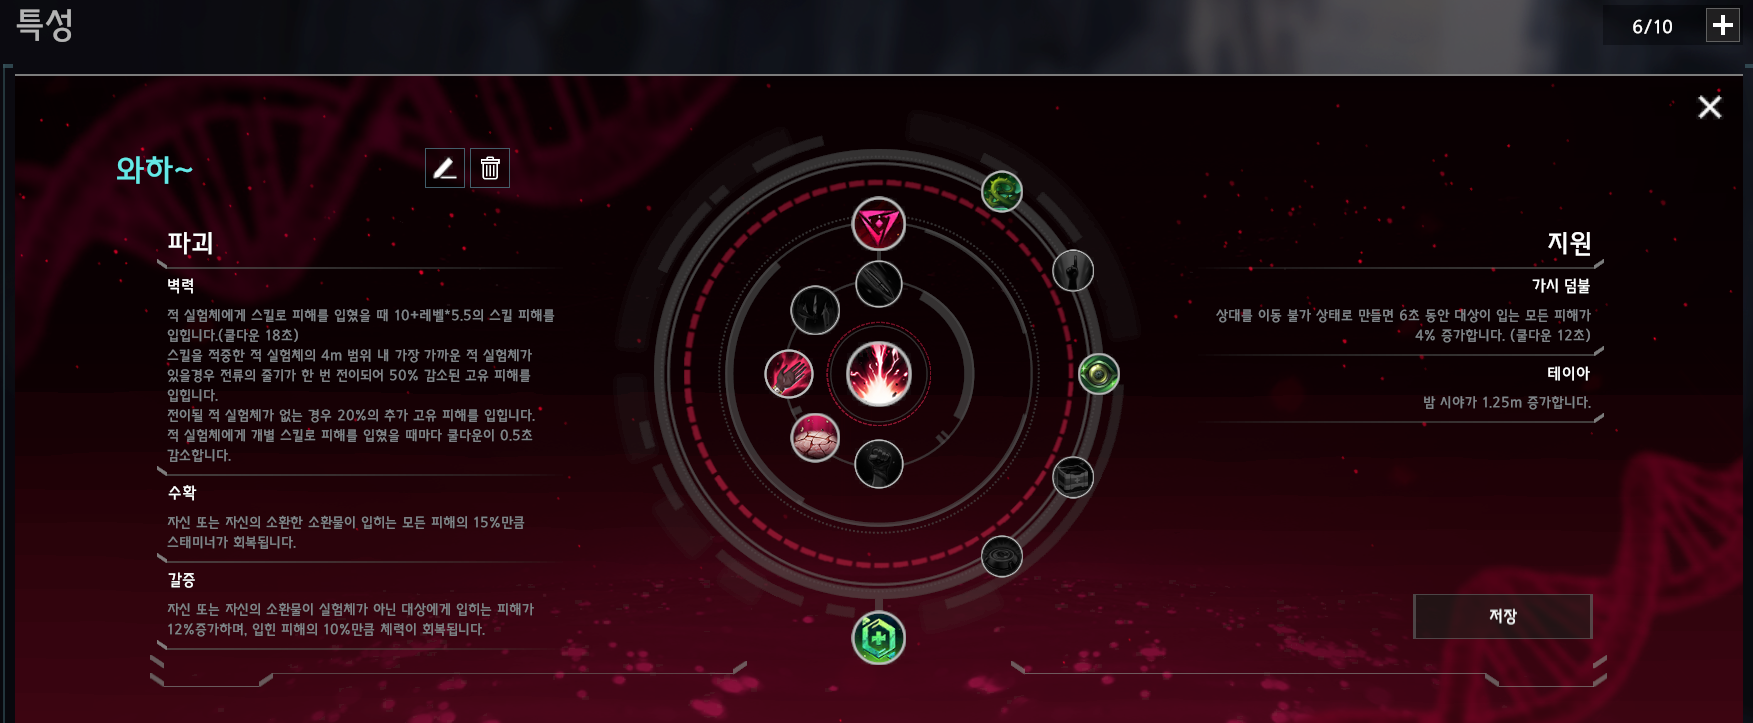 특성
6/10
와하~
파괴
벽력
적 실험체에게 스킬로 피해를 입혔을 때 10+레벨*5.5의 스킬 피해를
입힙니다.(쿨다운 18초)
스킬을 적중한 적 실험체의 4m 범위 내 가장 가까운 적 실험체가
있을경우 전류의 줄기가 한 번 전이되어 50% 감소된 고유 피해를
입힙니다.
전이될 적 실험체가 없는 경우 20%의 추가 고유 피해를 입힙니다.
적 실험체에게 개별 스킬로 피해를 입혔을 때마다 쿨다운이 0.5초
감소합니다.
수확
자신 또는 자신의 소환한 소환물이 입히는 모든 피해의 15%만큼
스태미너가 회복됩니다.
갈증
자신 또는 자신의 소환물이 실험체가 아닌 대상에게 입히는 피해가
12%증가하며, 입힌 피해의 10%만큼 체력이 회복됩니다.
지원
가시 덤불
상대를 이동 불가 상태로 만들면 6초 동안 대상이 입는 모든 피해가
4% 증가합니다. (쿨다운 12초)
테이아
밤 시야가 1.25m 증가합니다.
저장